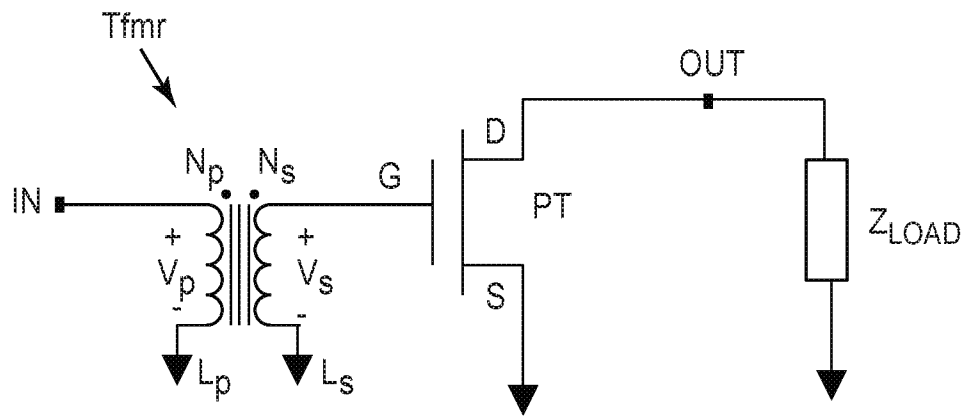 Tfmr
OUT
D
Np Ns
G
IN
PT
+ +
Vp Vs
ZLOAD
- -
S
Lp Ls